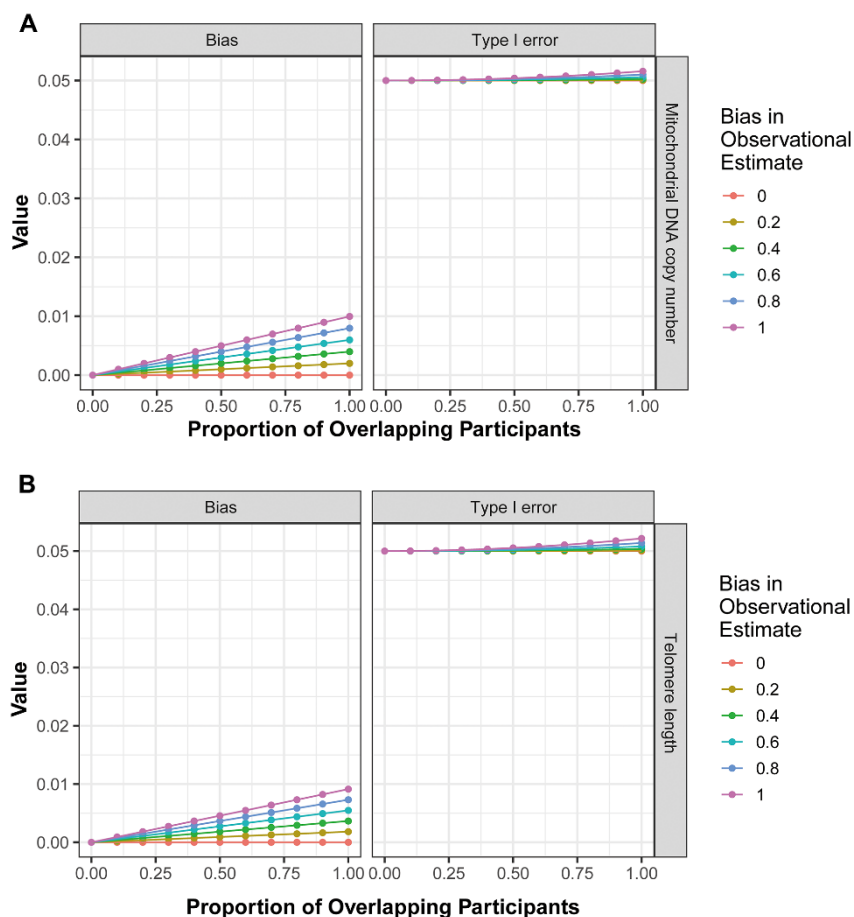 A
Bias
Type I error
0.05
0.04
0.03
0.02
0.01
0.00
Value
Mitochondrial DNA copy number
0.00 0.25 0.50 0.75 1.00
0.00 0.25 0.50 0.75 1.00
Proportion of Overlapping Participants
Bias in
Observational
Estimate
0
0.2
0.4
0.6
0.8
1
B
Bias
Type I error
0.05
0.04
0.03
0.02
0.01
0.00
Value
Telomere length
0.00 0.25 0.50 0.75 1.00
0.00 0.25 0.50 0.75 1.00
Proportion of Overlapping Participants
Bias in
Observational
Estimate
0
0.2
0.4
0.6
0.8
1